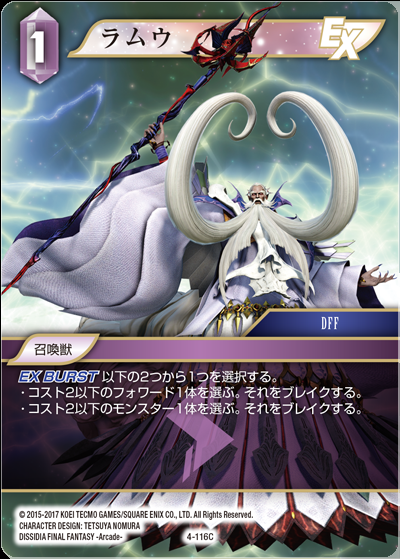 1
ラムウ
EX
DFF
召喚獣
EX BURST 以下の2つから1つを選択する。
・コスト2以下のフォワード1体を選ぶ。それをブレイクする。
・コスト2以下のモンスター1体を選ぶ。それをブレイクする。
© 2015-2017 KOEI TECMO GAMES/SQUARE ENIX CO., LTD. All Rights Reserved.
CHARACTER DESIGN: TETSUYA NOMURA
DISSIDIA FINAL FANTASY -Arcade-
4-116C